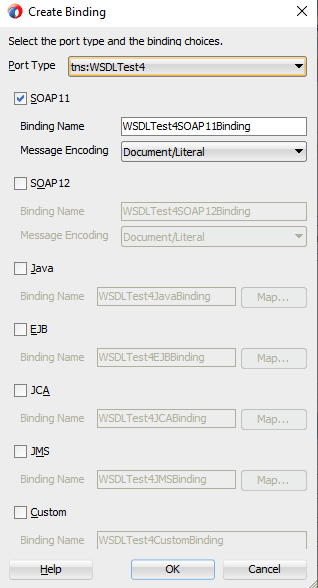 Create Binding
Select the port type and the binding choices.
Port Type tns:WSDLTest4
SOAP11
Binding Name WSDLTest4SOAP11Binding
Message Encoding Document/Literal
SOAP12
Binding Name WSDLTest4SOAP12Binding
Message Encoding Document/Literal
Java
Binding Name WSDLTest4JavaBinding Map...
EJB
Binding Name WSDLTest4EJBBinding Map...
JCA
Binding Name WSDLTest4JCABinding Map...
JMS
Binding Name WSDLTest4JMSBinding Map...
Custom
Binding Name WSDLTest4CustomBinding
Help OK Cancel